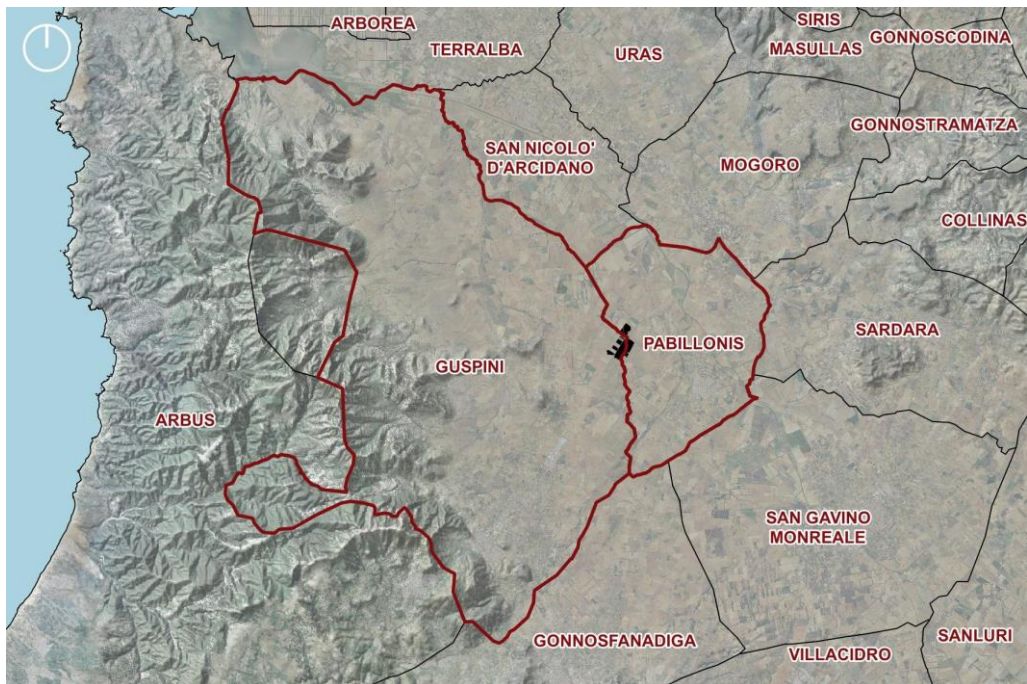 ARBOREA
TERRALBA
URAS
SIRIS
MASULLAS
GONNOSCODINA
SAN NICOLO'
D'ARCIDANO
MOGORO
GONNOSTRAMATZA
COLLINAS
SARDARA
PABILLONIS
GUSPINI
ARBUS
SAN GAVINO
MONREALE
GONNOSFANADIGA
VILLACIDRO
SANLURI